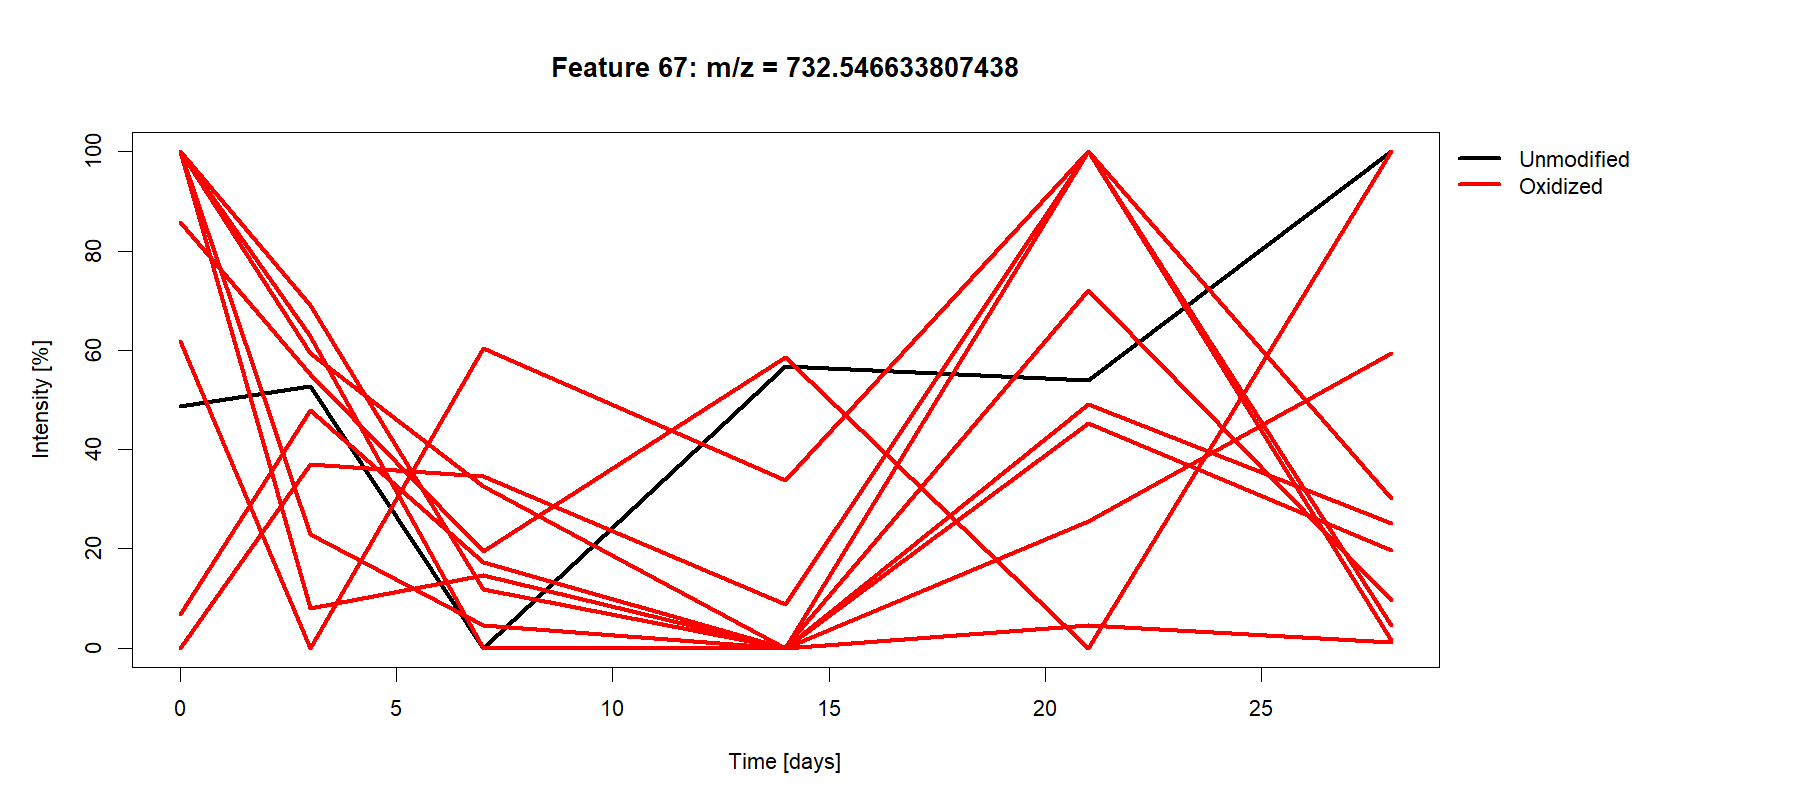 Feature 67: m/z = 732.546633807438
Unmodified
Oxidized
Intensity [%]
100
80
60
40
20
0
0 5 10 15 20 25
Time [days]